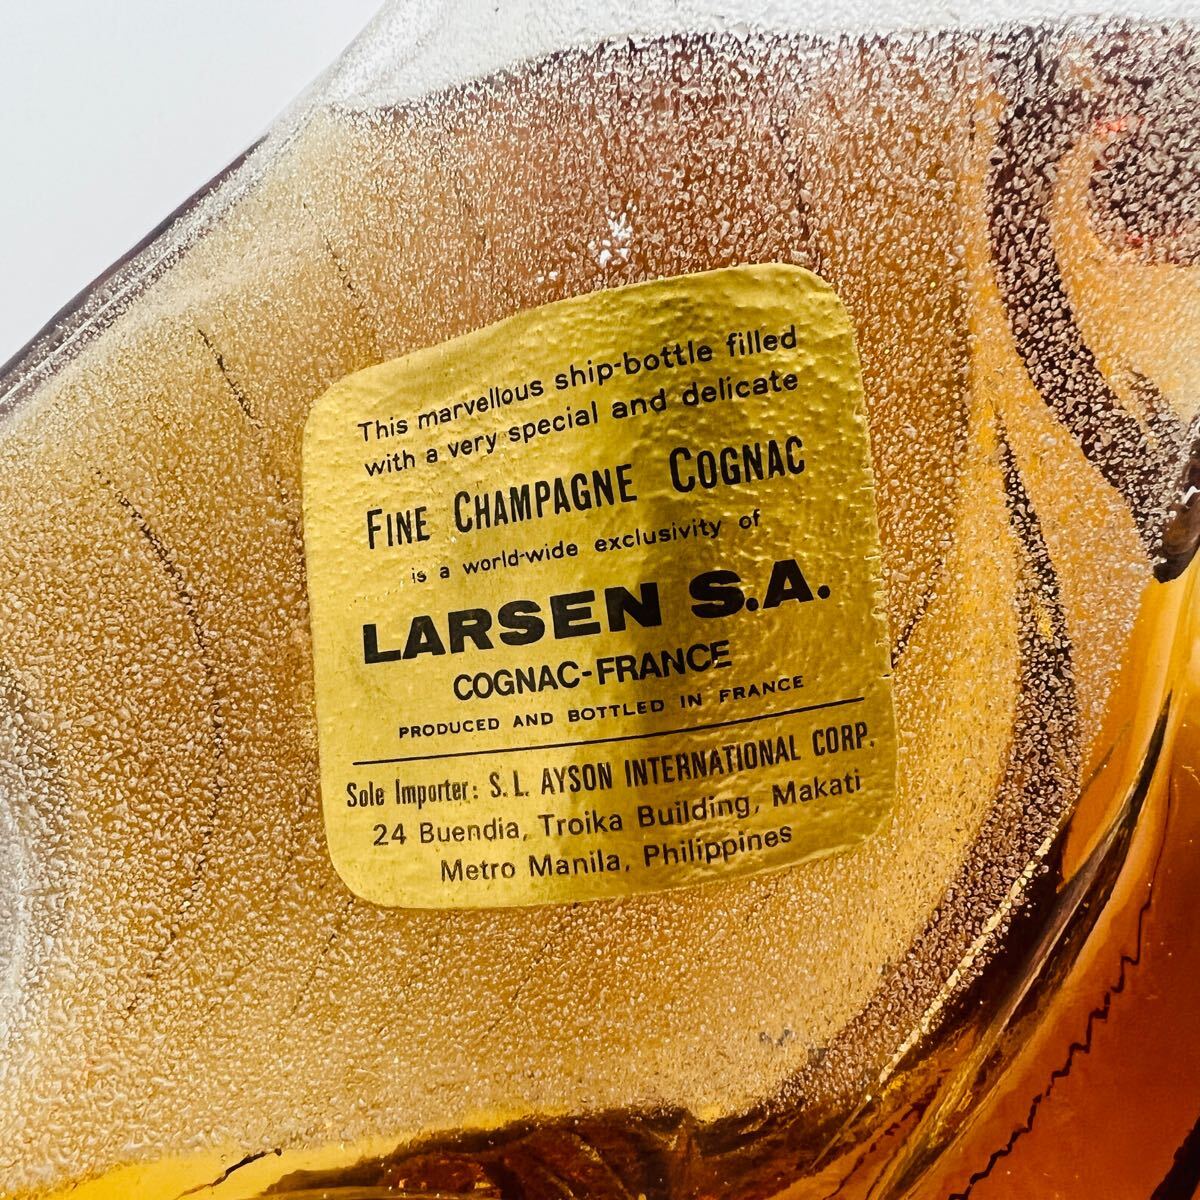 This marvellous ship-bottle filled
with a very special and delicate
FINE CHAMPAGNE COGNAC
is a world-wide exclusivity of
LARSEN S.A.
COGNAC-FRANCE
PRODUCED AND BOTTLED IN FRANCE
Sole Importer: S. L. AYSON INTERNATIONAL CORP.
24 Buendia, Troika Building, Makati
Metro Manila, Philippines